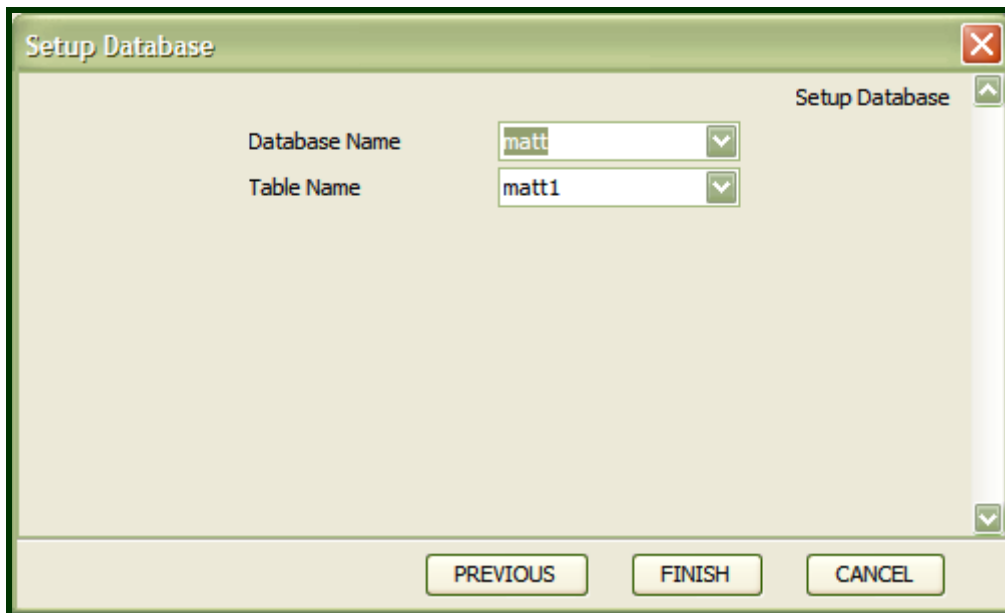 Setup Database
Setup Database
Database Name matt
Table Name matt1
PREVIOUS FINISH CANCEL